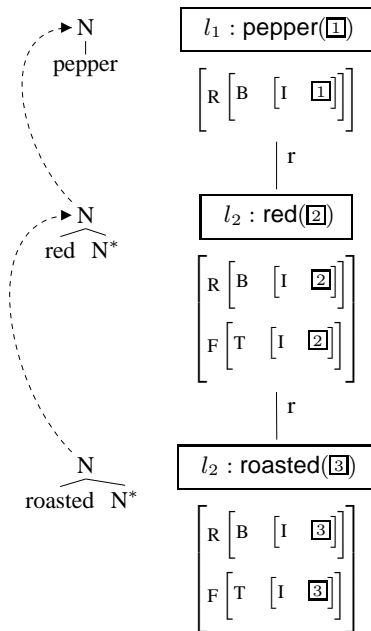 N l₁ : pepper(1)
pepper
[R [B [I 1]]]
r
N l₂ : red(2)
red N*
[R [B [I 2]]
F [T [I 2]]]
r
N l₂ : roasted(3)
roasted N*
[R [B [I 3]]
F [T [I 3]]]